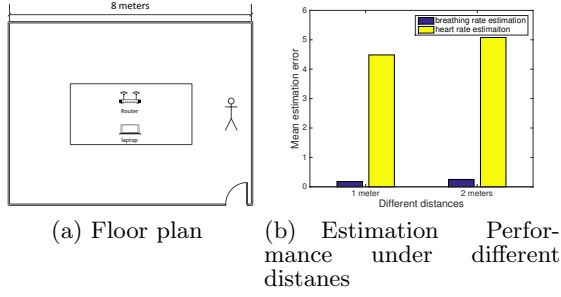 8 meters
Router
laptop
(a) Floor plan
6
5
4
3
2
1
0
Mean estimation error
breathing rate estimation
heart rate estimaiton
1 meter
2 meters
Different distances
(b) Estimation Perfor-
mance under different
distanes